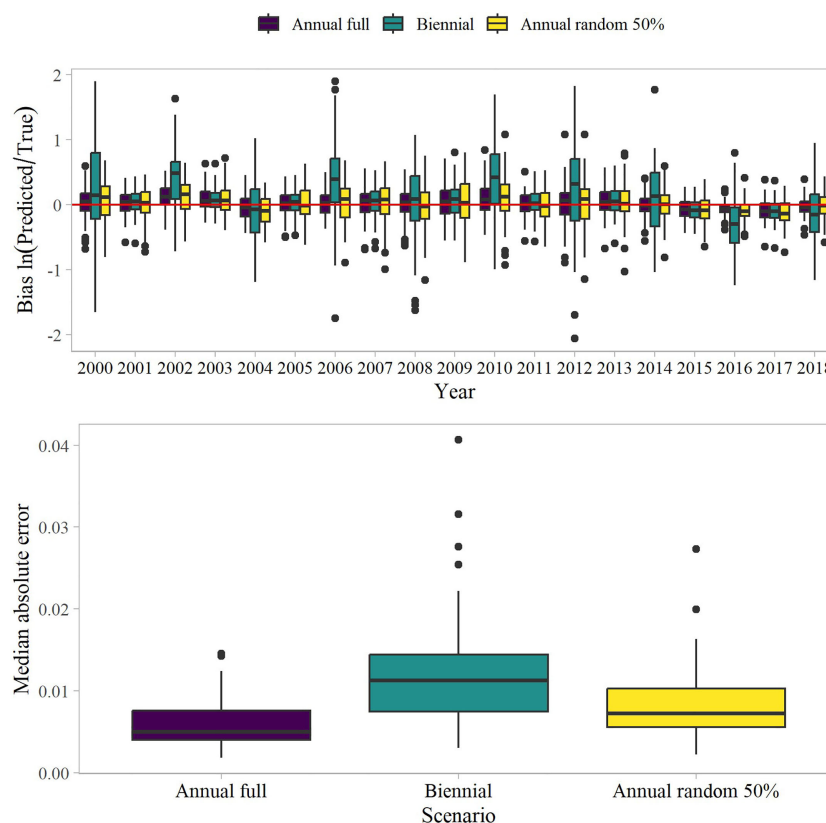 Annual full Biennial Annual random 50%
2
1
0
-1
-2
Bias ln(Predicted/True)
2000 2001 2002 2003 2004 2005 2006 2007 2008 2009 2010 2011 2012 2013 2014 2015 2016 2017 2018
Year
0.04
0.03
0.02
0.01
0.00
Median absolute error
Annual full Biennial Annual random 50%
Scenario